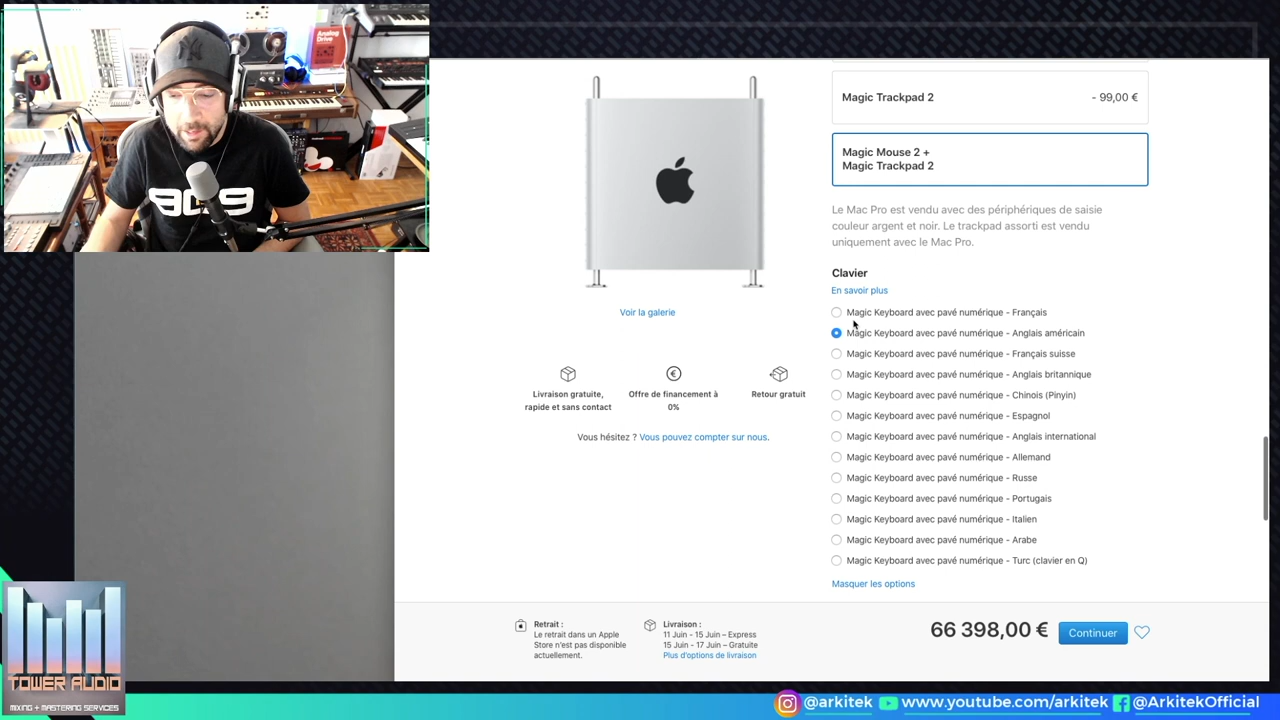 Analog
Drive
909
Magic Trackpad 2
- 99,00 €
Magic Mouse 2 +
Magic Trackpad 2
Le Mac Pro est vendu avec des périphériques de saisie
couleur argent et noir. Le trackpad assorti est vendu
uniquement avec le Mac Pro.
Clavier
En savoir plus
Magic Keyboard avec pavé numérique - Français
Magic Keyboard avec pavé numérique - Anglais américain
Magic Keyboard avec pavé numérique - Français suisse
Magic Keyboard avec pavé numérique - Anglais britannique
Magic Keyboard avec pavé numérique - Chinois (Pinyin)
Magic Keyboard avec pavé numérique - Espagnol
Magic Keyboard avec pavé numérique - Anglais international
Magic Keyboard avec pavé numérique - Allemand
Magic Keyboard avec pavé numérique - Russe
Magic Keyboard avec pavé numérique - Portugais
Magic Keyboard avec pavé numérique - Italien
Magic Keyboard avec pavé numérique - Arabe
Magic Keyboard avec pavé numérique - Turc (clavier en Q)
Masquer les options
Voir la galerie
Livraison gratuite,
rapide et sans contact
Offre de financement à
0%
Retour gratuit
Vous hésitez ? Vous pouvez compter sur nous.
Retrait :
Le retrait dans un Apple
Store n'est pas disponible
actuellement.
Livraison :
11 Juin - 15 Juin – Express
15 Juin - 17 Juin – Gratuite
Plus d'options de livraison
66 398,00 €
Continuer
TOWER AUDIO
MIXING + MASTERING SERVICES
@arkitek
www.youtube.com/arkitek
@ArkitekOfficial